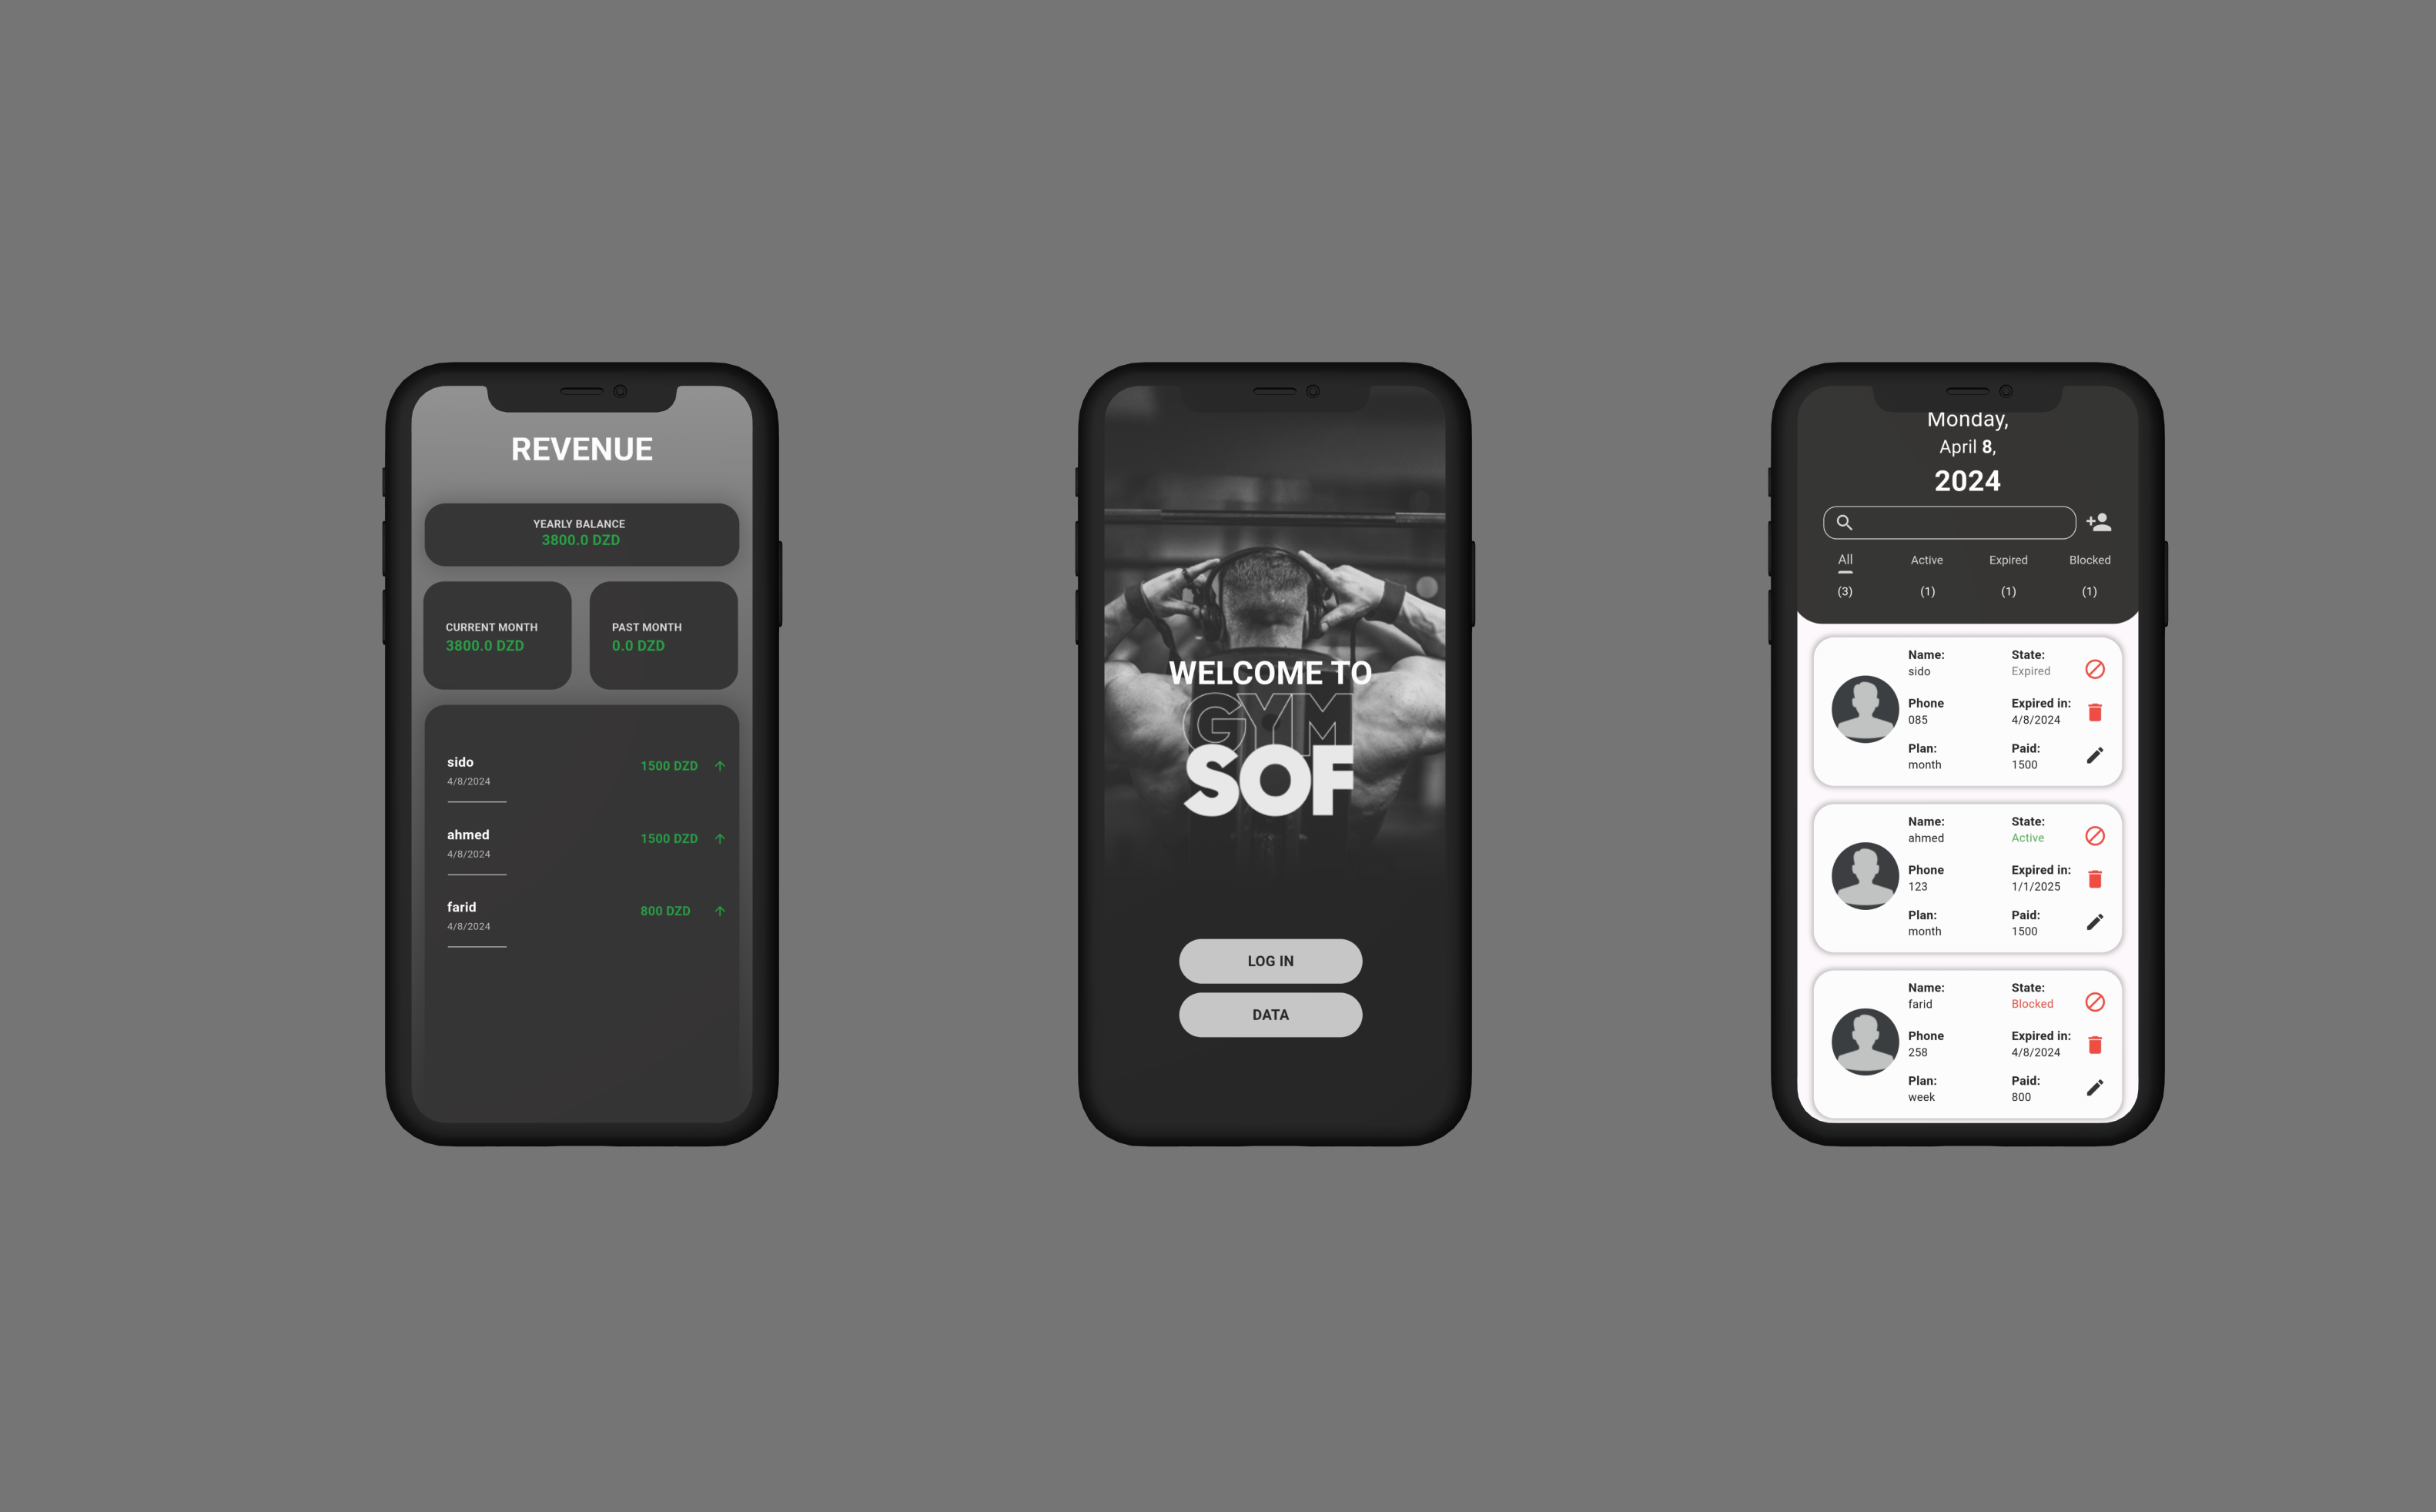 REVENUE
YEARLY BALANCE
3800.0 DZD
CURRENT MONTH
3800.0 DZD
PAST MONTH
0.0 DZD
sido
1500 DZD
4/8/2024
ahmed
1500 DZD
4/8/2024
farid
800 DZD
4/8/2024
WELCOME TO
GYM
SOF
LOG IN
DATA
Monday,
April 8,
2024
All Active Expired Blocked
(3) (1) (1) (1)
Name: State:
sido Expired
Phone Expired in:
085 4/8/2024
Plan: Paid:
month 1500
Name: State:
ahmed Active
Phone Expired in:
123 1/1/2025
Plan: Paid:
month 1500
Name: State:
farid Blocked
Phone Expired in:
258 4/8/2024
Plan: Paid:
week 800